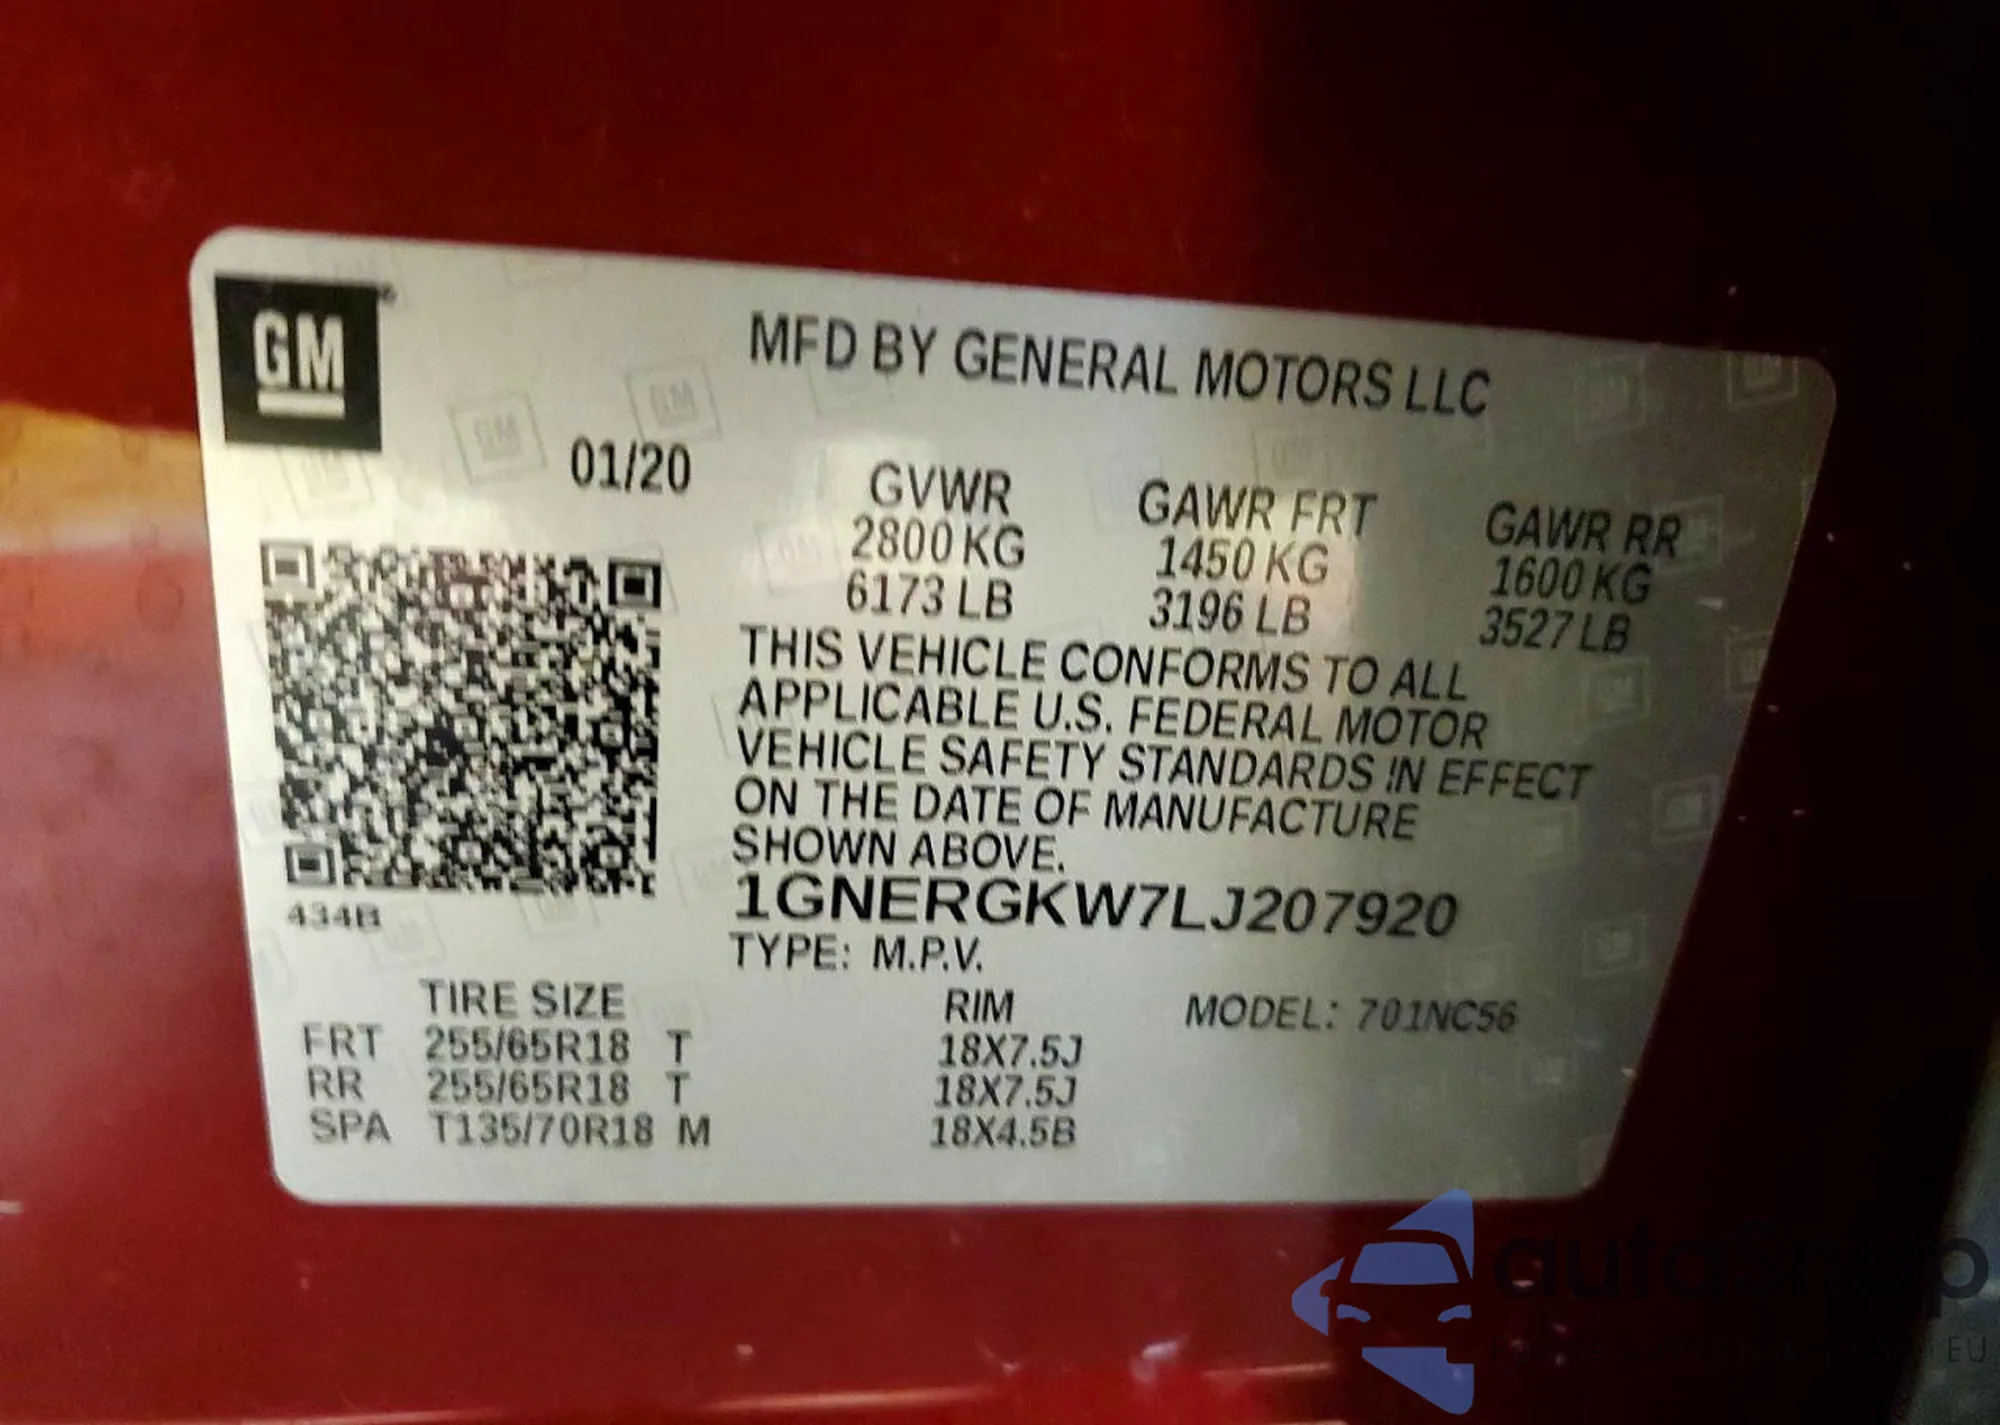 GM
MFD BY GENERAL MOTORS LLC
01/20
GVWR GAWR FRT GAWR RR
2800 KG 1450 KG 1600 KG
6173 LB 3196 LB 3527 LB
THIS VEHICLE CONFORMS TO ALL
APPLICABLE U.S. FEDERAL MOTOR
VEHICLE SAFETY STANDARDS IN EFFECT
ON THE DATE OF MANUFACTURE
SHOWN ABOVE.
434B
1GNERGKW7LJ207920
TYPE: M.P.V.
TIRE SIZE RIM MODEL: 701NC56
FRT 255/65R18 T 18X7.5J
RR 255/65R18 T 18X7.5J
SPA T135/70R18 M 18X4.5B
EU